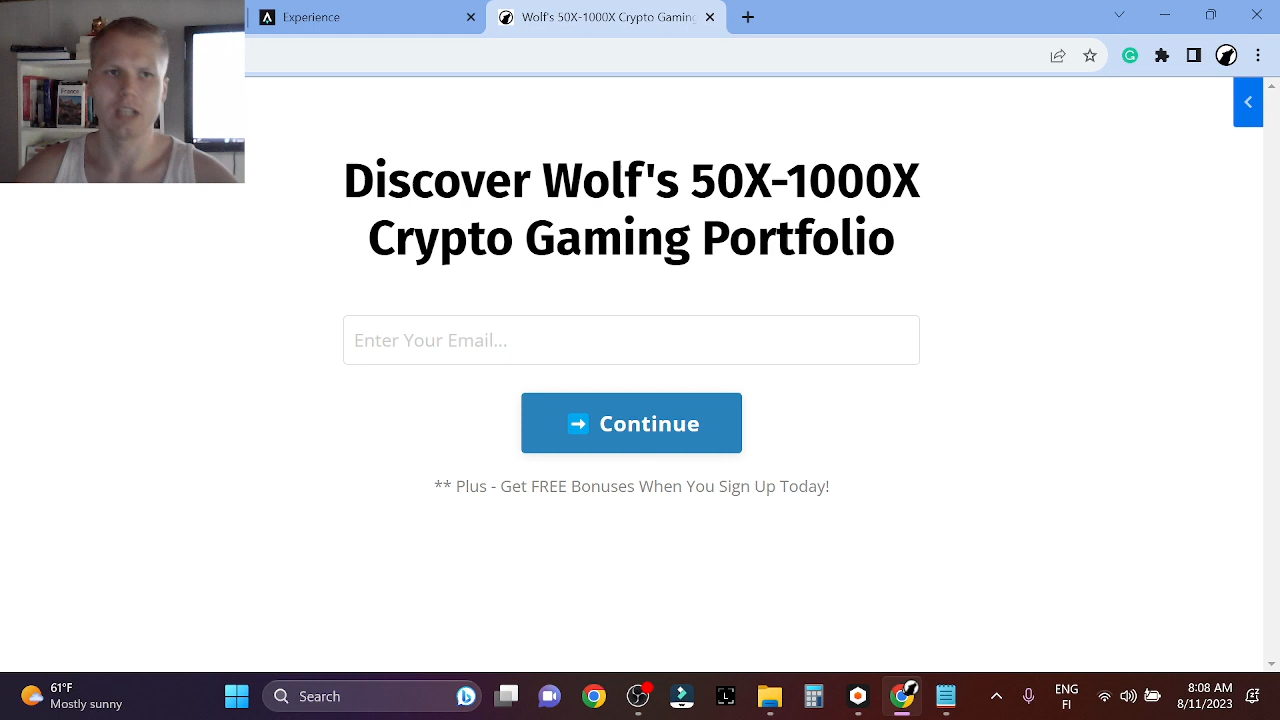 Experience
Wolf's 50X-1000X Crypto Gaming
France
Discover Wolf's 50X-1000X
Crypto Gaming Portfolio
Enter Your Email...
➡ Continue
** Plus - Get FREE Bonuses When You Sign Up Today!
61°F
Mostly sunny
Search
ENG
FI
8:08 AM
8/11/2023